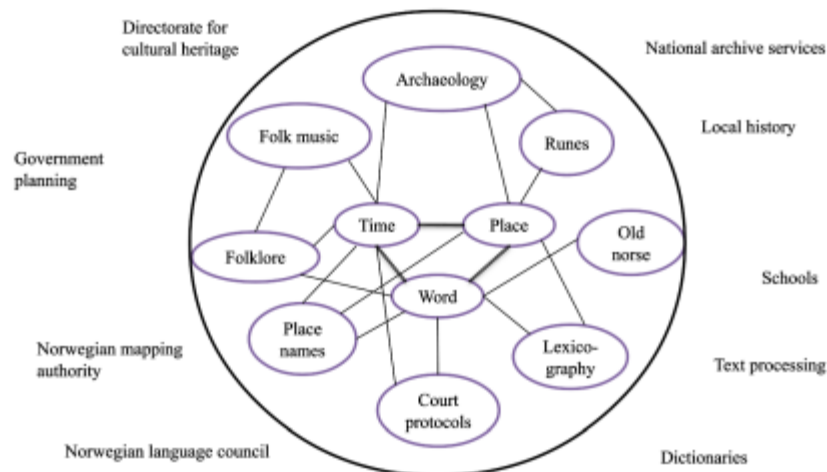 Directorate for
cultural heritage
National archive services
Archaeology
Folk music
Runes
Local history
Government
planning
Time
Place
Old
norse
Folklore
Word
Schools
Place
names
Lexico-
graphy
Norwegian mapping
authority
Text processing
Court
protocols
Norwegian language council
Dictionaries